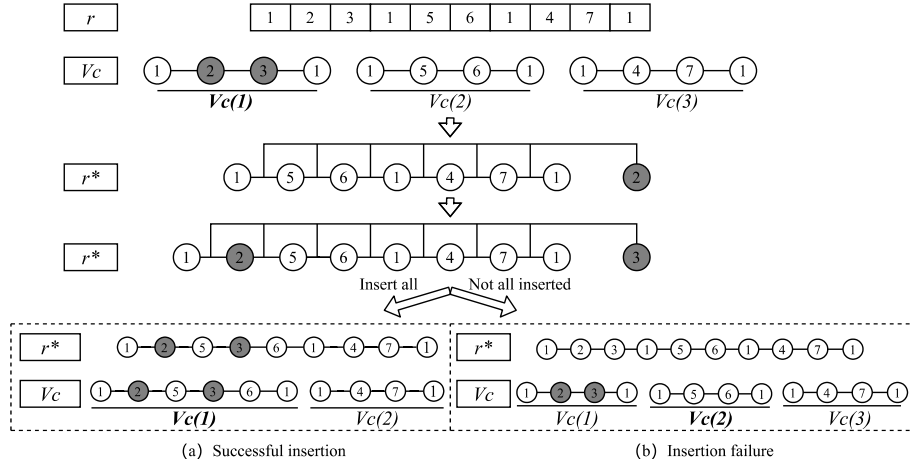 r 1 2 3 1 5 6 1 4 7 1
Vc 1 2 3 1 1 5 6 1 1 4 7 1
Vc(1) Vc(2) Vc(3)
r* 1 5 6 1 4 7 1 2
r* 1 2 5 6 1 4 7 1 3
Insert all Not all inserted
r* 1 2 5 3 6 1 4 7 1
Vc 1 2 5 3 6 1 1 4 7 1
Vc(1) Vc(2)
(a) Successful insertion
r* 1 2 3 1 5 6 1 4 7 1
Vc 1 2 3 1 1 5 6 1 1 4 7 1
Vc(1) Vc(2) Vc(3)
(b) Insertion failure